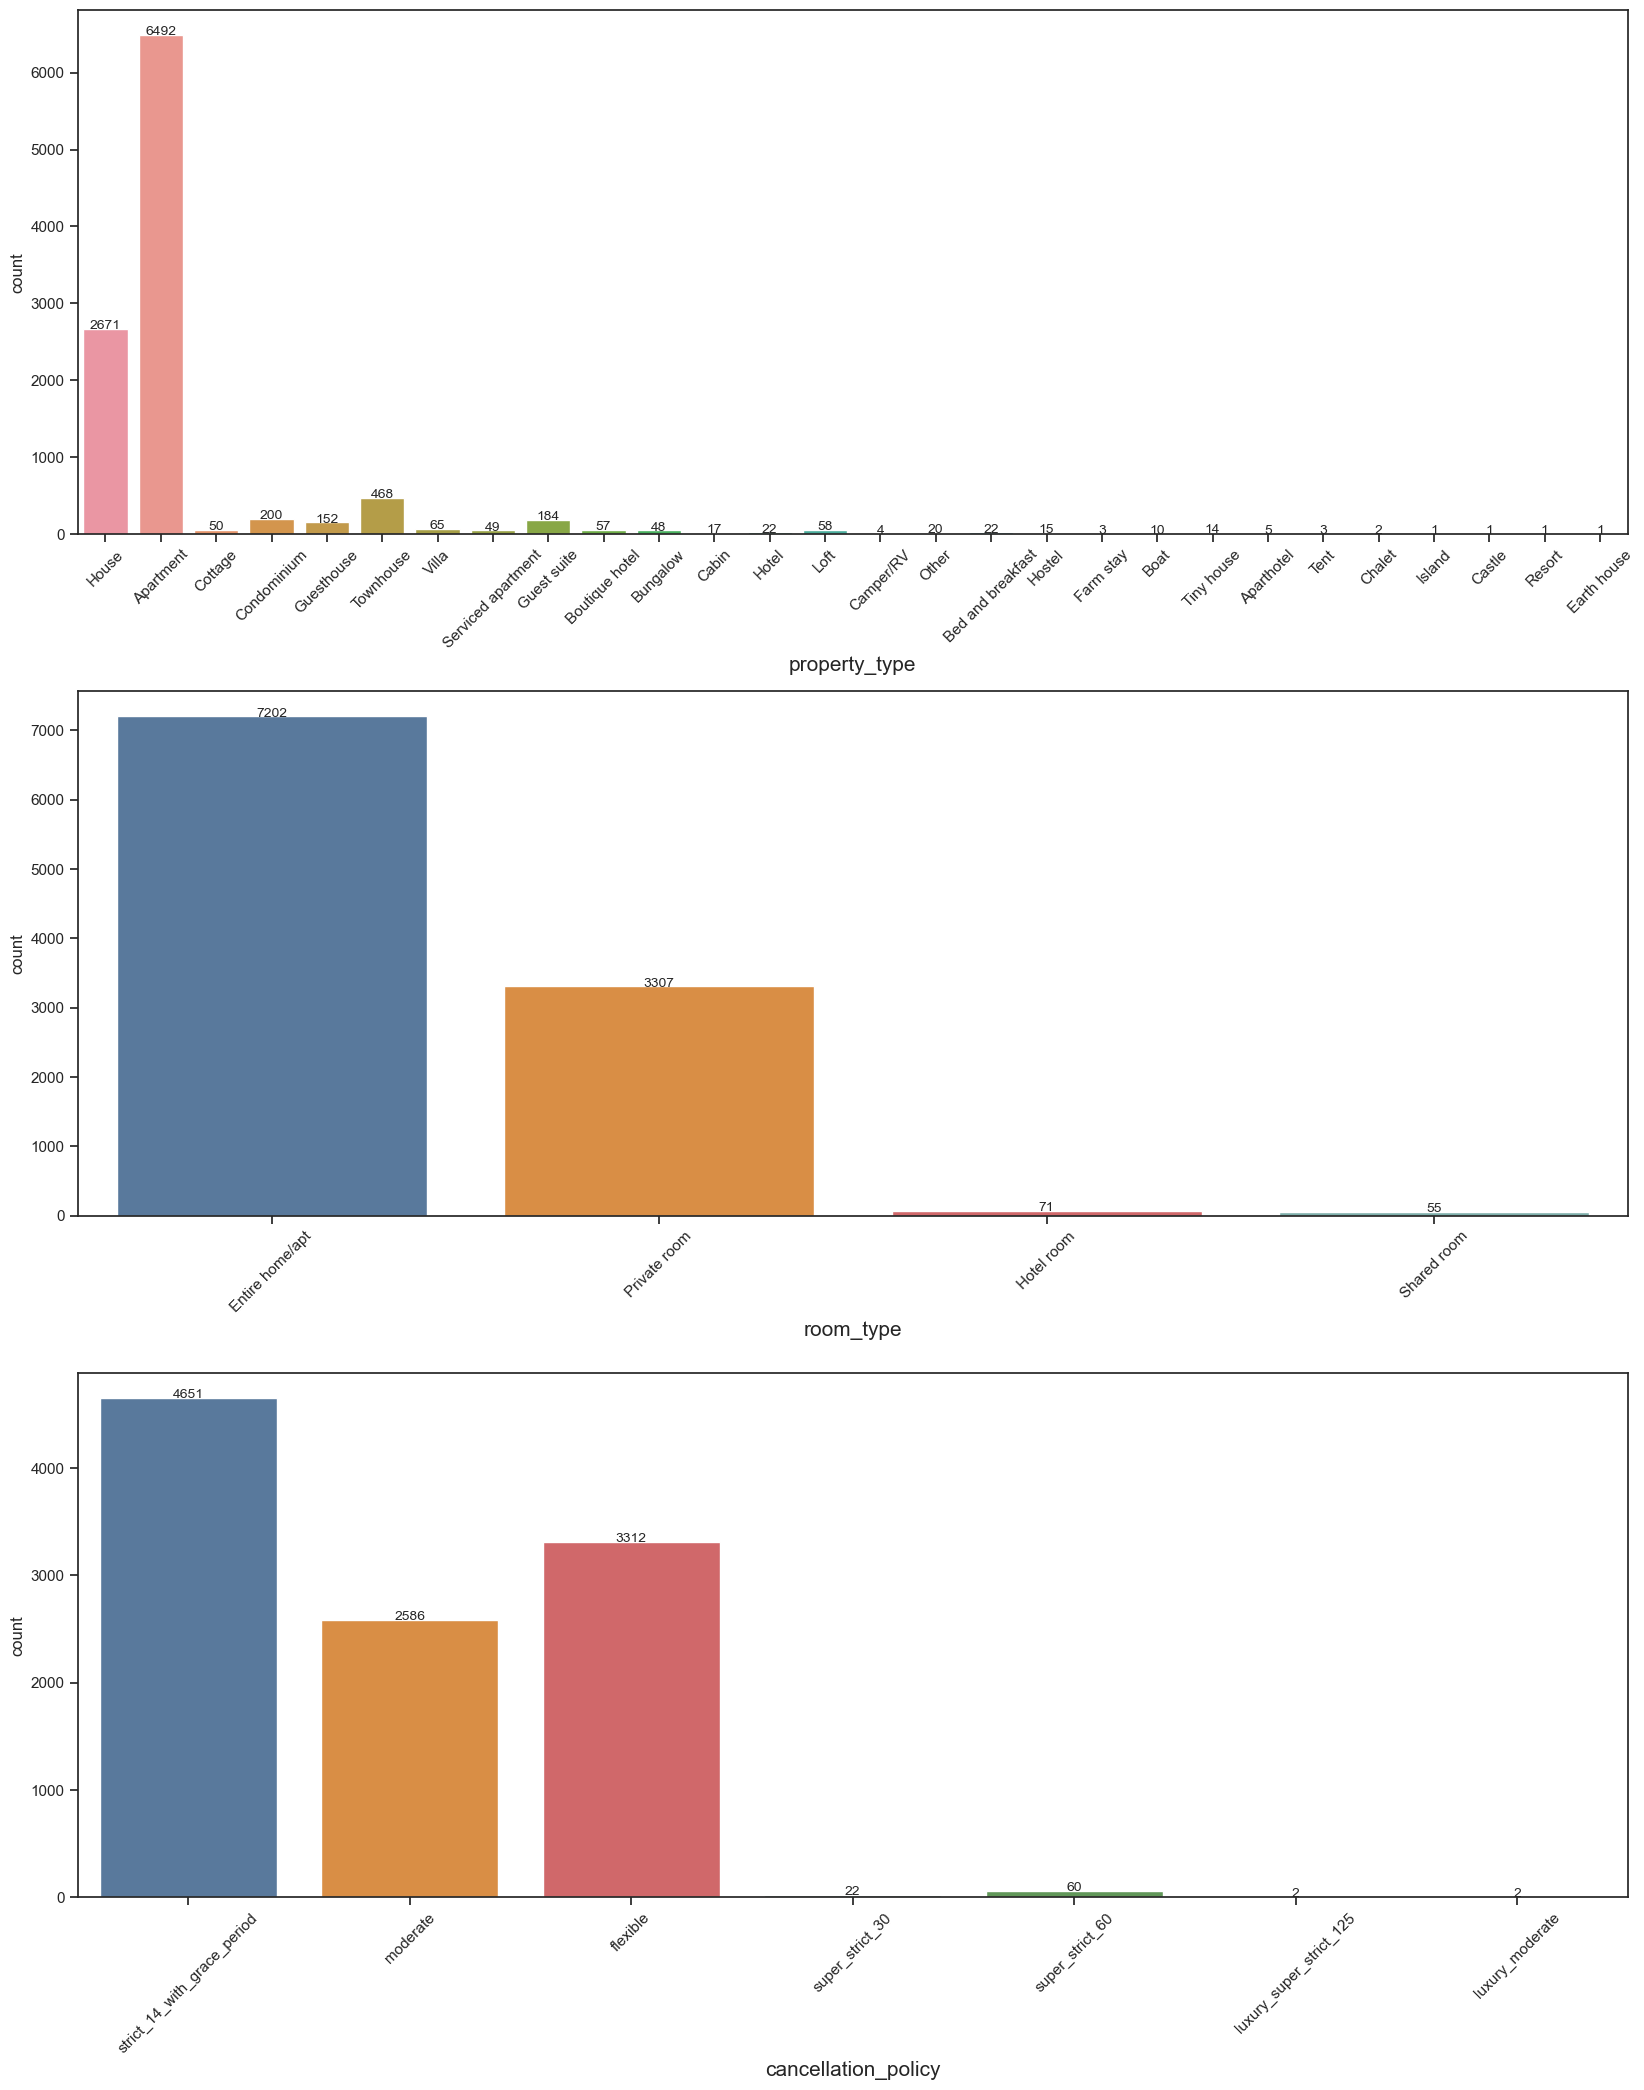 6492
6000
5000
4000
3000
2671
2000
1000
0
count
50
200
152
468
65
49
184
57
48
17
22
58
4
20
22
15
3
10
14
5
3
2
1
1
1
1
House
Apartment
Cottage
Condominium
Guesthouse
Townhouse
Villa
Serviced apartment
Guest suite
Boutique hotel
Bungalow
Cabin
Hotel
Loft
Camper/RV
Other
Bed and breakfast
Hostel
Farm stay
Boat
Tiny house
Aparthotel
Tent
Chalet
Island
Castle
Resort
Earth house
property_type
7202
7000
6000
5000
4000
3307
3000
2000
1000
0
count
71
55
Entire home/apt
Private room
Hotel room
Shared room
room_type
4651
4000
3312
3000
2586
2000
1000
0
count
22
60
2
2
strict_14_with_grace_period
moderate
flexible
super_strict_30
super_strict_60
luxury_super_strict_125
luxury_moderate
cancellation_policy